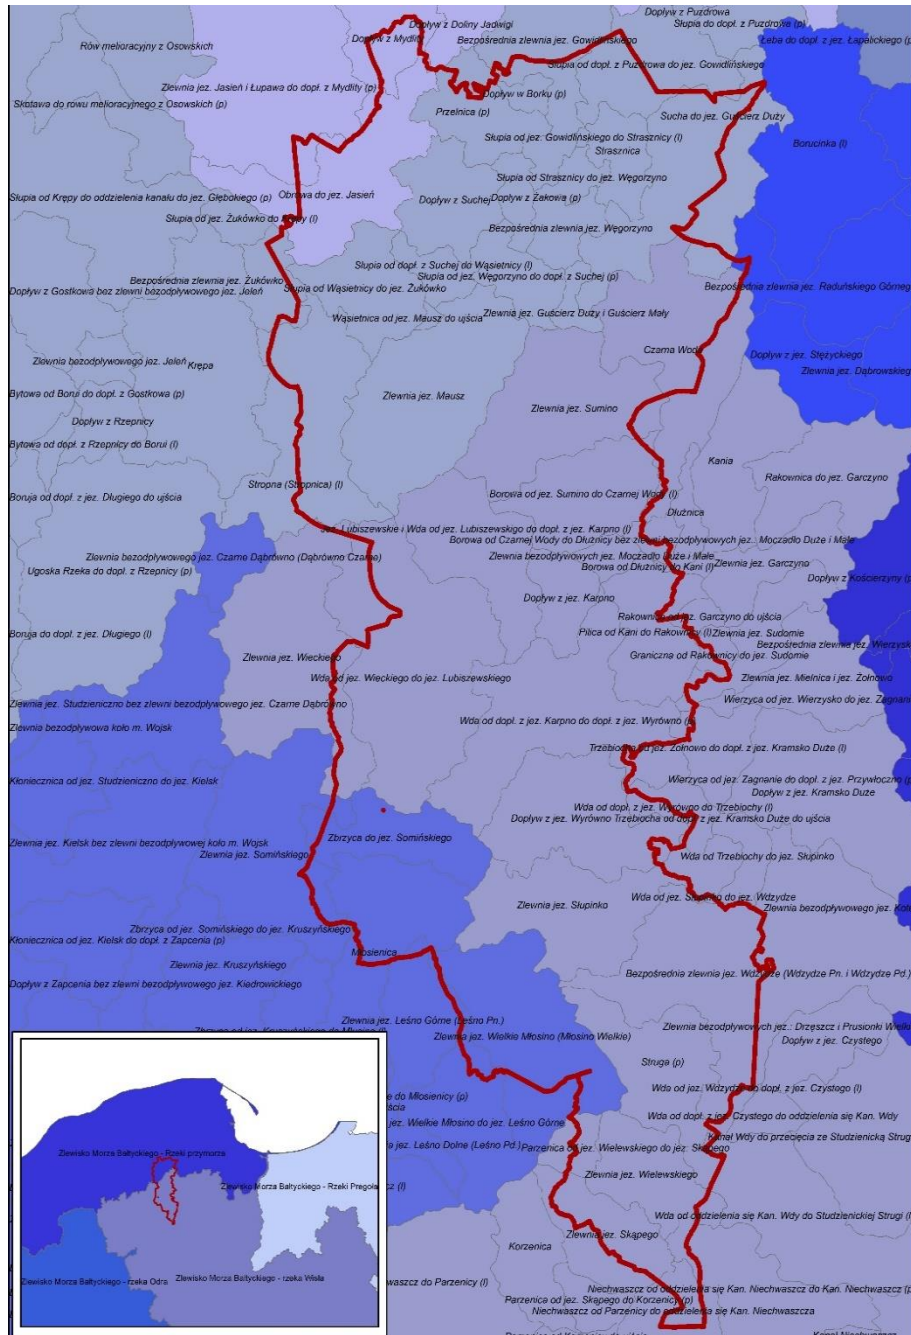 Dopływ z Puzdrowa
Dopływ z Doliny Jadwigi
Słupia do dopł. z Puzdrowa (p)
Dopływ z Mydlity
Bezpośrednia zlewnia jez. Gowidlińskiego
Łeba do dopł. z jez. Łapalickiego (p
Rów melioracyjny z Osowskich
Słupia od dopł. z Puzdrowa do jez. Gowidlińskiego
Zlewnia jez. Jasień i Łupawa do dopł. z Mydlity (p)
Dopływ w Borku (p)
Skotawa do rowu melioracyjnego z Osowskich (p)
Przelnica (p)
Sucha do jez. Guścierz Duży
Słupia od jez. Gowidlińskiego do Strasznicy (l)
Borucinka (l)
Strasznica
Słupia od Strasznicy do jez. Węgorzyno
Słupia od Krępy do oddzielenia kanału do jez. Głębokiego (p)
Obrowa do jez. Jasień
Dopływ z Suchej
Dopływ z Żakowa (p)
Słupia od jez. Żukówko do Krępy (l)
Bezpośrednia zlewnia jez. Węgorzyno
Słupia od dopł. z Suchej do Wąsietnicy (l)
Słupia od jez. Węgorzyno do dopł. z Suchej (p)
Bezpośrednia zlewnia jez. Żukówko
Dopływ z Gostkowa bez zlewni bezodpływowego jez. Jeleń
Słupia od Wąsietnicy do jez. Żukówko
Bezpośrednia zlewnia jez. Raduńskiego Górneg
Wąsietnica od jez. Mausz do ujścia
Zlewnia jez. Guścierz Duży i Guścierz Mały
Czarna Woda
Zlewnia bezodpływowego jez. Jeleń
Krępa
Dopływ z jez. Stężyckiego
Zlewnia jez. Dąbrowskieg
Bytowa od Borui do dopł. z Gostkowa (p)
Zlewnia jez. Mausz
Zlewnia jez. Sumino
Dopływ z Rzepnicy
Bytowa od dopł. z Rzepnicy do Borui (l)
Kania
Rakownica do jez. Garczyno
Stropna (Stropnica) (l)
Boruja od dopł. z jez. Długiego do ujścia
Borowa od jez. Sumino do Czarnej Wody (l)
Dłużnica
Jez. Lubiszewskie i Wda od jez. Lubiszewskigo do dopł. z jez. Karpno (l)
Borowa od Czarnej Wody do Dłużnicy bez zlewni bezodpływowych jez.: Moczadło Duże i Małe
Zlewnia bezodpływowego jez. Czarne Dąbrówno (Dąbrówno Czarne)
Zlewnia bezodpływowych jez. Moczadło Duże i Małe
Borowa od Dłużnicy do Kani (l)
Zlewnia jez. Garczyno
Ugoska Rzeka do dopł. z Rzepnicy (p)
Dopływ z Kościerzyny (p
Dopływ z jez. Karpno
Rakownica od jez. Garczyno do ujścia
Boruja do dopł. z jez. Długiego (l)
Pilica od Kani do Rakownicy (l)
Zlewnia jez. Sudomie
Bezpośrednia zlewnia jez. Wierzysk
Zlewnia jez. Wieckiego
Graniczna od Rakownicy do jez. Sudomie
Wda od jez. Wieckiego do jez. Lubiszewskiego
Zlewnia jez. Mielnica i jez. Żołnowo
Zlewnia jez. Studzieniczno bez zlewni bezodpływowego jez. Czarne Dąbrówno
Wierzyca od jez. Wierzysko do jez. Zagnani
Wda od dopł. z jez. Karpno do dopł. z jez. Wyrówno
Zlewnia bezodpływowa koło m. Wojsk
Trzebiocha od jez. Żołnowo do dopł. z jez. Kramsko Duże (l)
Kłoniecznica od jez. Studzieniczno do jez. Kielsk
Wierzyca od jez. Zagnanie do dopł. z jez. Przywłoczno (p
Dopływ z jez. Kramsko Duże
Wda od dopł. z jez. Wyrówno do Trzebiochy (l)
Dopływ z jez. Wyrówno
Trzebiocha od dopł. z jez. Kramsko Duże do ujścia
Zbrzyca do jez. Somińskiego
Zlewnia jez. Kielsk bez zlewni bezodpływowej koło m. Wojsk
Zlewnia jez. Somińskiego
Wda od Trzebiochy do jez. Słupinko
Zlewnia jez. Słupinko
Wda od jez. Słupinko do jez. Wdzydze
Zlewnia bezodpływowego jez.
Zbrzyca od jez. Somińskiego do jez. Kruszyńskiego
Kłoniecznica od jez. Kielsk do dopł. z Zapcenia (p)
Młosienica
Zlewnia jez. Kruszyńskiego
Bezpośrednia zlewnia jez. Wdzydze (Wdzydze Pn. i Wdzydze Pd.)
Dopływ z Zapcenia bez zlewni bezodpływowego jez. Kiedrowickiego
Zlewnia jez. Leśno Górne (Leśno Pn.)
Zlewnia bezodpływowych jez.: Drzęszcz i Prusionki Wielki
Zlewnia jez. Wielkie Młosino (Młosino Wielkie)
Dopływ z jez. Czystego
Struga (p)
Wda od jez. Wdzydze do dopł. z jez. Czystego (l)
e do Młosienicy (p)
jścia
jez. Wielkie Młosino do jez. Leśno Górne
Wda od dopł. z jez. Czystego do oddzielenia się Kan. Wdy
Kanał Wdy do przecięcia ze Studzienicką Strug
a jez. Leśno Dolne (Leśno Pd.)
Parzenica od jez. Wielewskiego do jez. Skąpego
Zlewnia jez. Wielewskiego
Wda od oddzielenia się Kan. Wdy do Studzienickiej Strugi (l
Korzenica
Zlewnia jez. Skąpego
waszcz do Parzenicy (l)
Niechwaszcz od oddzielenia się Kan. Niechwaszcz do Kan. Niechwaszcz (p
Parzenica od jez. Skąpego do Korzenicy (p)
Niechwaszcz od Parzenicy do oddzielenia się Kan. Niechwaszcza
Zlewisko Morza Bałtyckiego - Rzeki przymorza
Zlewisko Morza Bałtyckiego - Rzeki Pregoła
Zlewisko Morza Bałtyckiego - rzeka Odra
Zlewisko Morza Bałtyckiego - rzeka Wisła